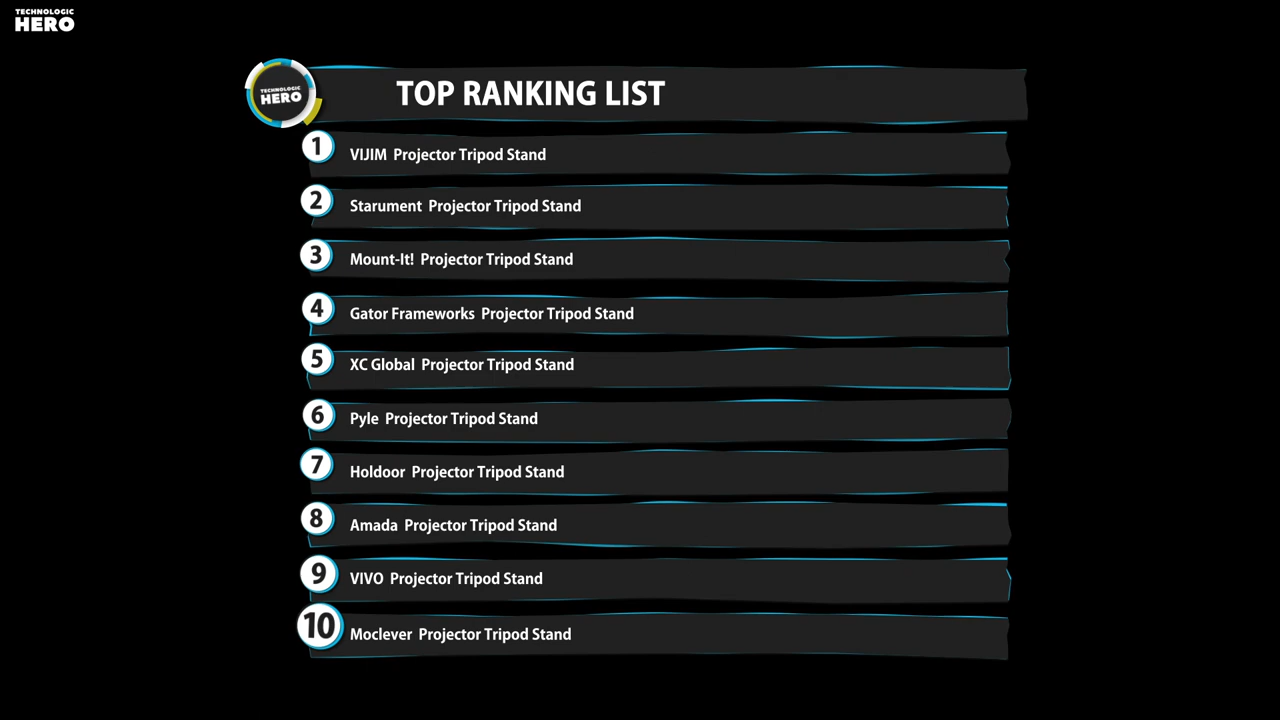 TECHNOLOGIC
HERO
TECHNOLOGIC
HERO
TOP RANKING LIST
1
VIJIM Projector Tripod Stand
2
Starument Projector Tripod Stand
3
Mount-It! Projector Tripod Stand
4
Gator Frameworks Projector Tripod Stand
5
XC Global Projector Tripod Stand
6
Pyle Projector Tripod Stand
7
Holdoor Projector Tripod Stand
8
Amada Projector Tripod Stand
9
VIVO Projector Tripod Stand
10
Moclever Projector Tripod Stand